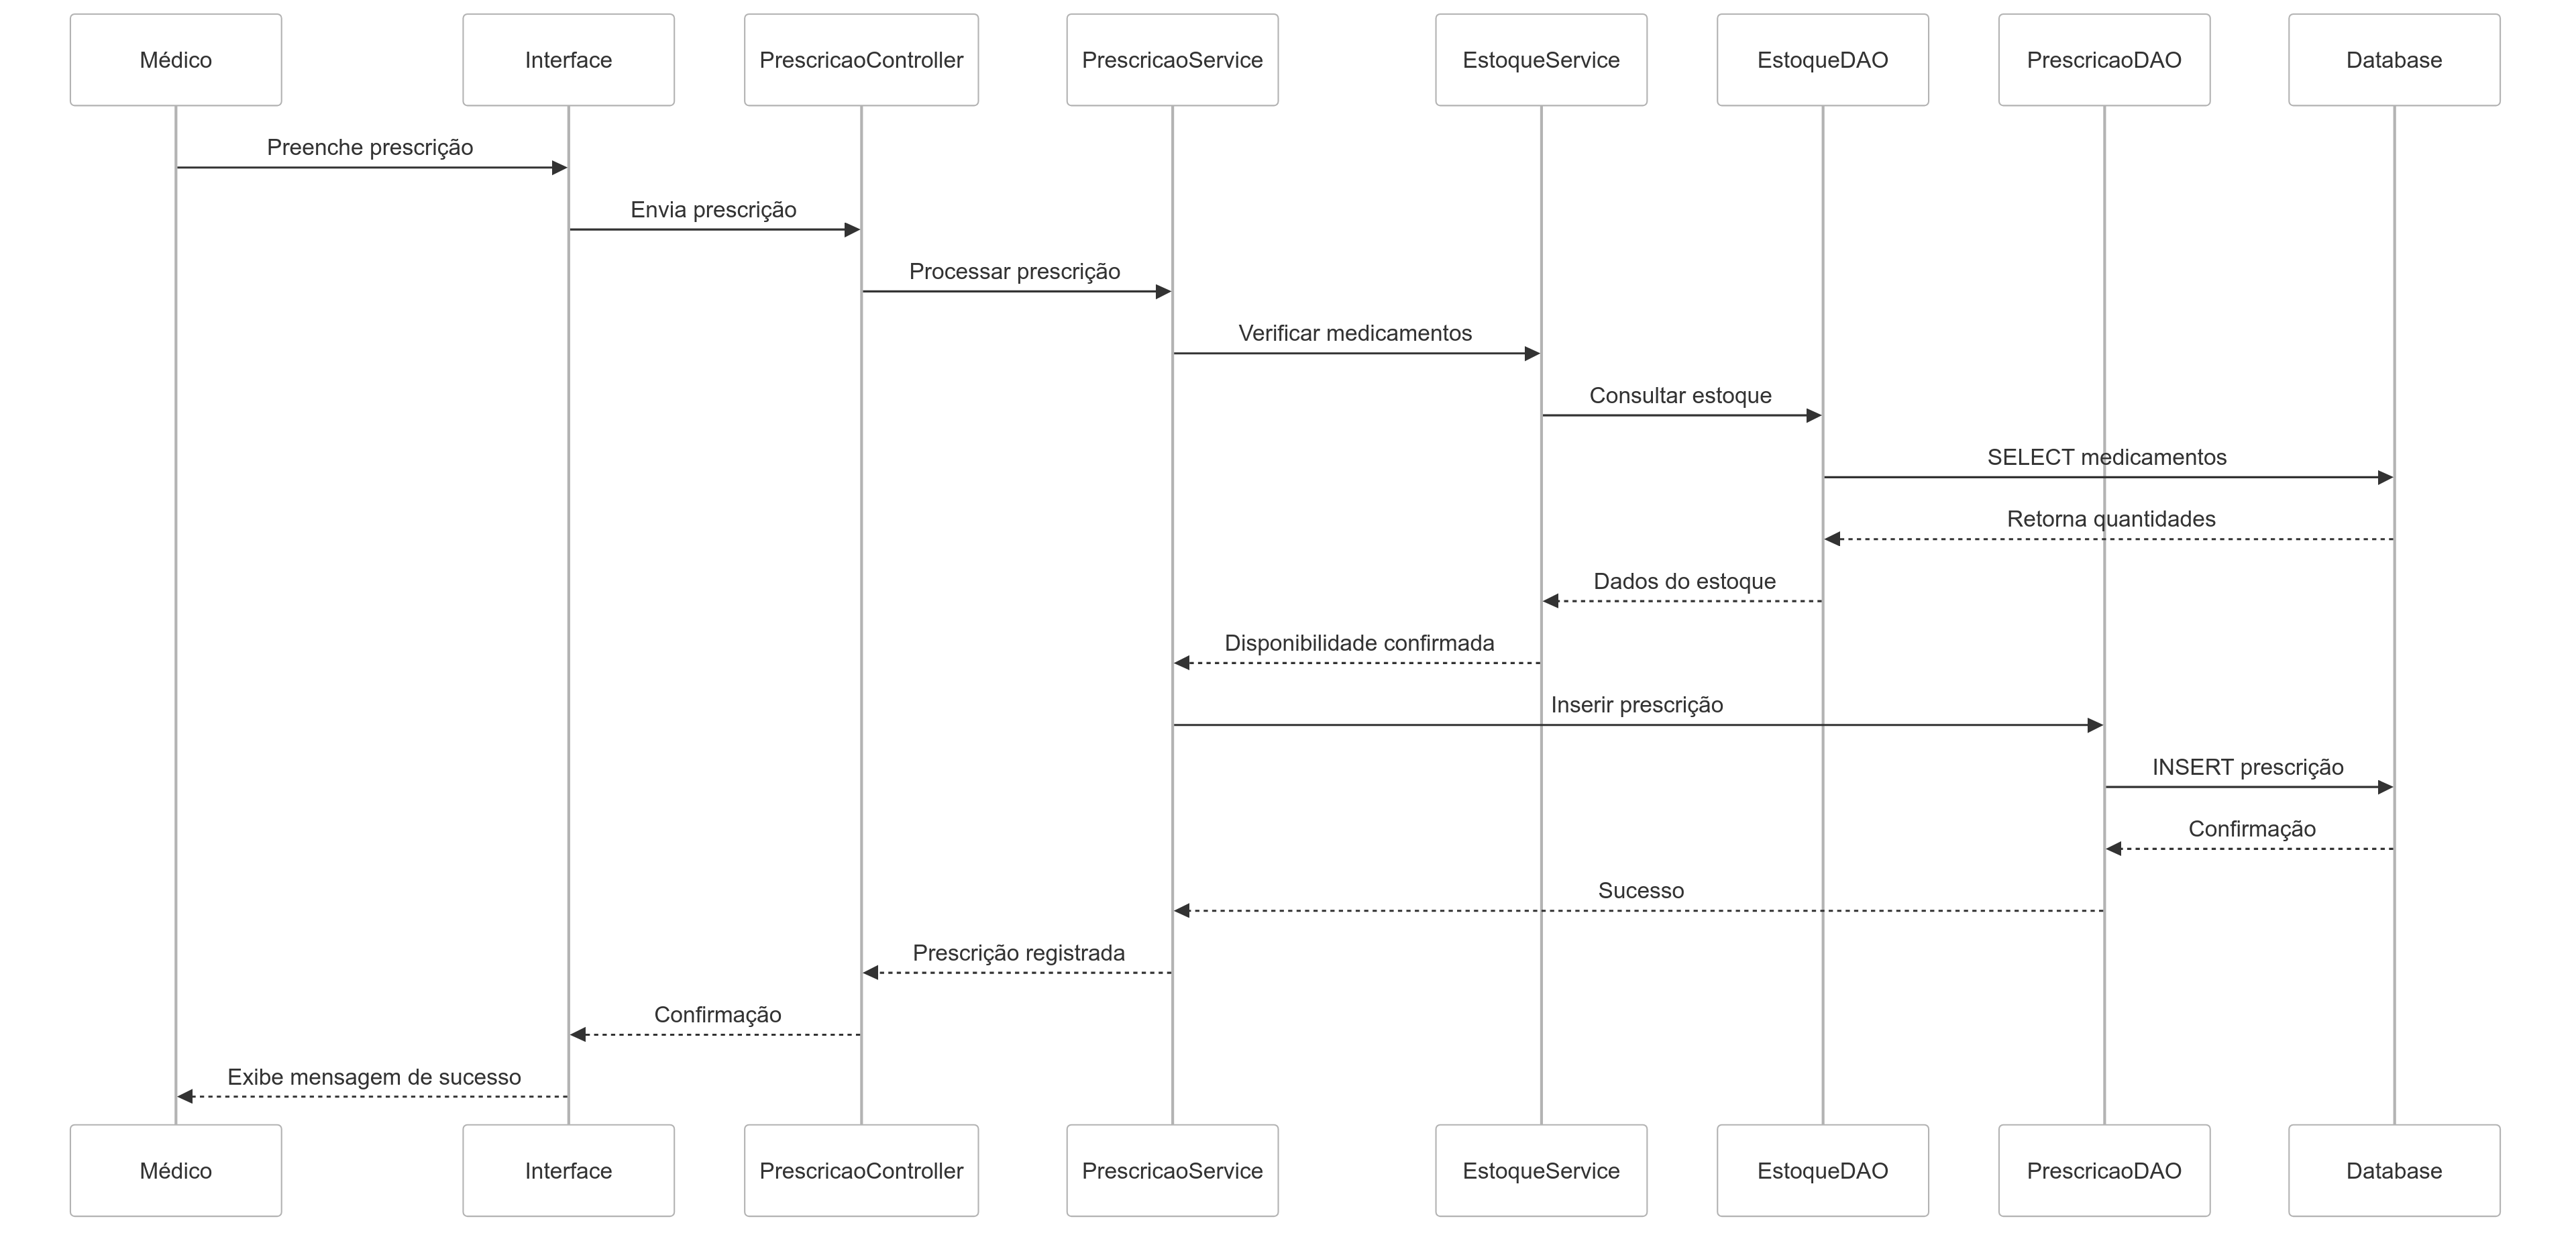 Médico
Interface
PrescricaoController
PrescricaoService
EstoqueService
EstoqueDAO
PrescricaoDAO
Database
Preenche prescrição
Envia prescrição
Processar prescrição
Verificar medicamentos
Consultar estoque
SELECT medicamentos
Retorna quantidades
Dados do estoque
Disponibilidade confirmada
Inserir prescrição
INSERT prescrição
Confirmação
Sucesso
Prescrição registrada
Confirmação
Exibe mensagem de sucesso
Médico
Interface
PrescricaoController
PrescricaoService
EstoqueService
EstoqueDAO
PrescricaoDAO
Database